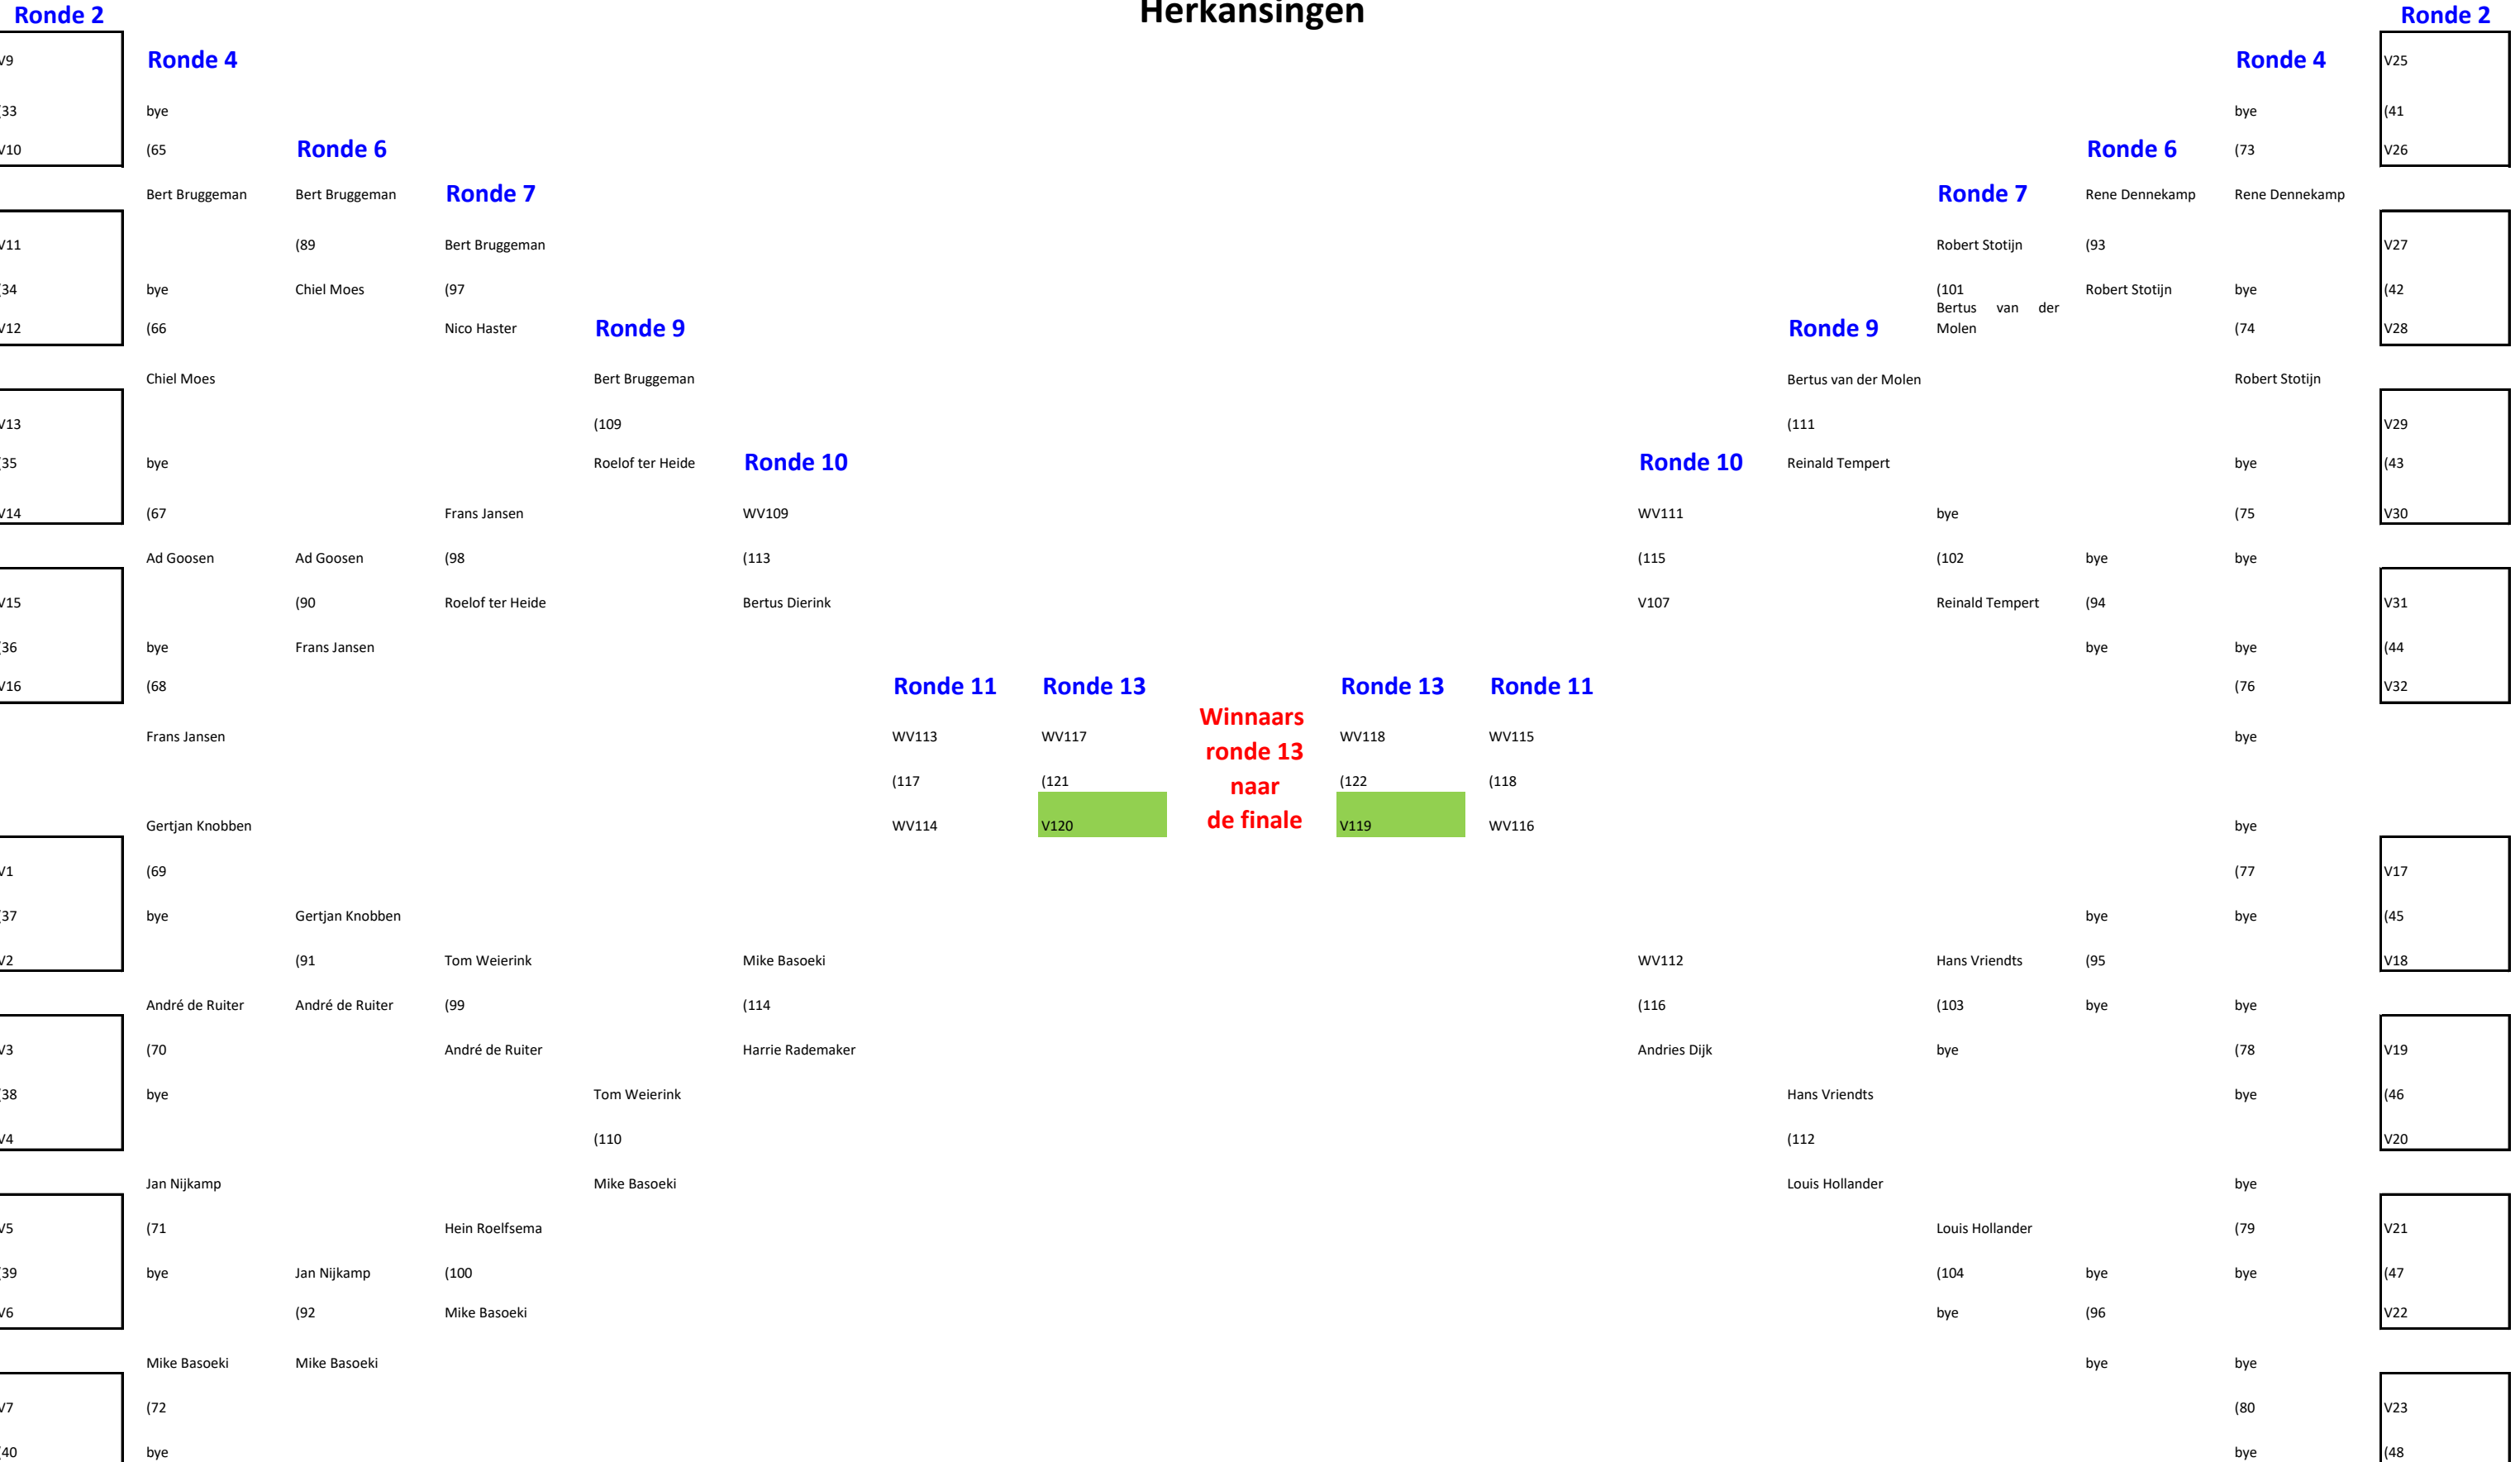 Herkansingen
Ronde 2 Ronde 2
V9 Ronde 4 Ronde 4 V25
(33 bye bye (41
V10 (65 Ronde 6 Ronde 6 (73 V26
Bert Bruggeman Bert Bruggeman Ronde 7 Ronde 7 Rene Dennekamp Rene Dennekamp
V11 (89 Bert Bruggeman Robert Stotijn (93 V27
(34 bye Chiel Moes (97 (101 Robert Stotijn bye (42
Bertus van der
V12 (66 Nico Haster Ronde 9 Ronde 9 Molen (74 V28
Chiel Moes Bert Bruggeman Bertus van der Molen Robert Stotijn
V13 (109 (111 V29
(35 bye Roelof ter Heide Ronde 10 Ronde 10 Reinald Tempert bye (43
V14 (67 Frans Jansen WV109 WV111 bye (75 V30
Ad Goosen Ad Goosen (98 (113 (115 (102 bye bye
V15 (90 Roelof ter Heide Bertus Dierink V107 Reinald Tempert (94 V31
(36 bye Frans Jansen bye bye (44
V16 (68 Ronde 11 Ronde 13 Ronde 13 Ronde 11 (76 V32
Winnaars
Frans Jansen WV113 WV117 WV118 WV115 bye
ronde 13
(117 (121 naar (122 (118
Gertjan Knobben WV114 V120 de finale V119 WV116 bye
V1 (69 (77 V17
(37 bye Gertjan Knobben bye bye (45
V2 (91 Tom Weierink Mike Basoeki WV112 Hans Vriendts (95 V18
André de Ruiter André de Ruiter (99 (114 (116 (103 bye bye
V3 (70 André de Ruiter Harrie Rademaker Andries Dijk bye (78 V19
(38 bye Tom Weierink Hans Vriendts bye (46
V4 (110 (112 V20
Jan Nijkamp Mike Basoeki Louis Hollander bye
V5 (71 Hein Roelfsema Louis Hollander (79 V21
(39 bye Jan Nijkamp (100 (104 bye bye (47
V6 (92 Mike Basoeki bye (96 V22
Mike Basoeki Mike Basoeki bye bye
V7 (72 (80 V23
(40 bye bye (48